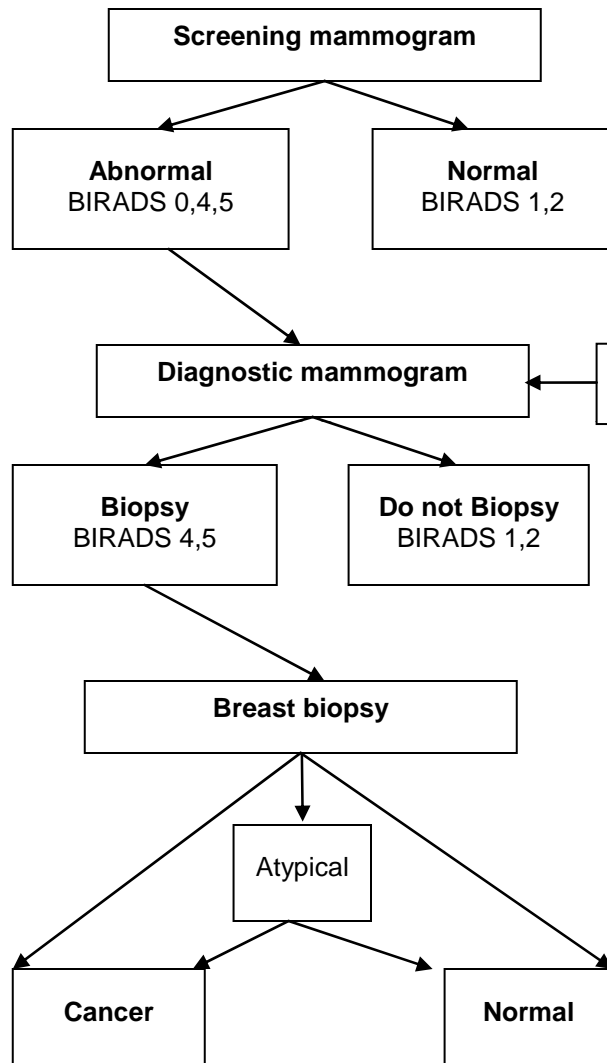 Screening mammogram
Abnormal
BIRADS 0,4,5
Normal
BIRADS 1,2
Diagnostic mammogram
Biopsy
BIRADS 4,5
Do not Biopsy
BIRADS 1,2
Breast biopsy
Atypical
Cancer
Normal